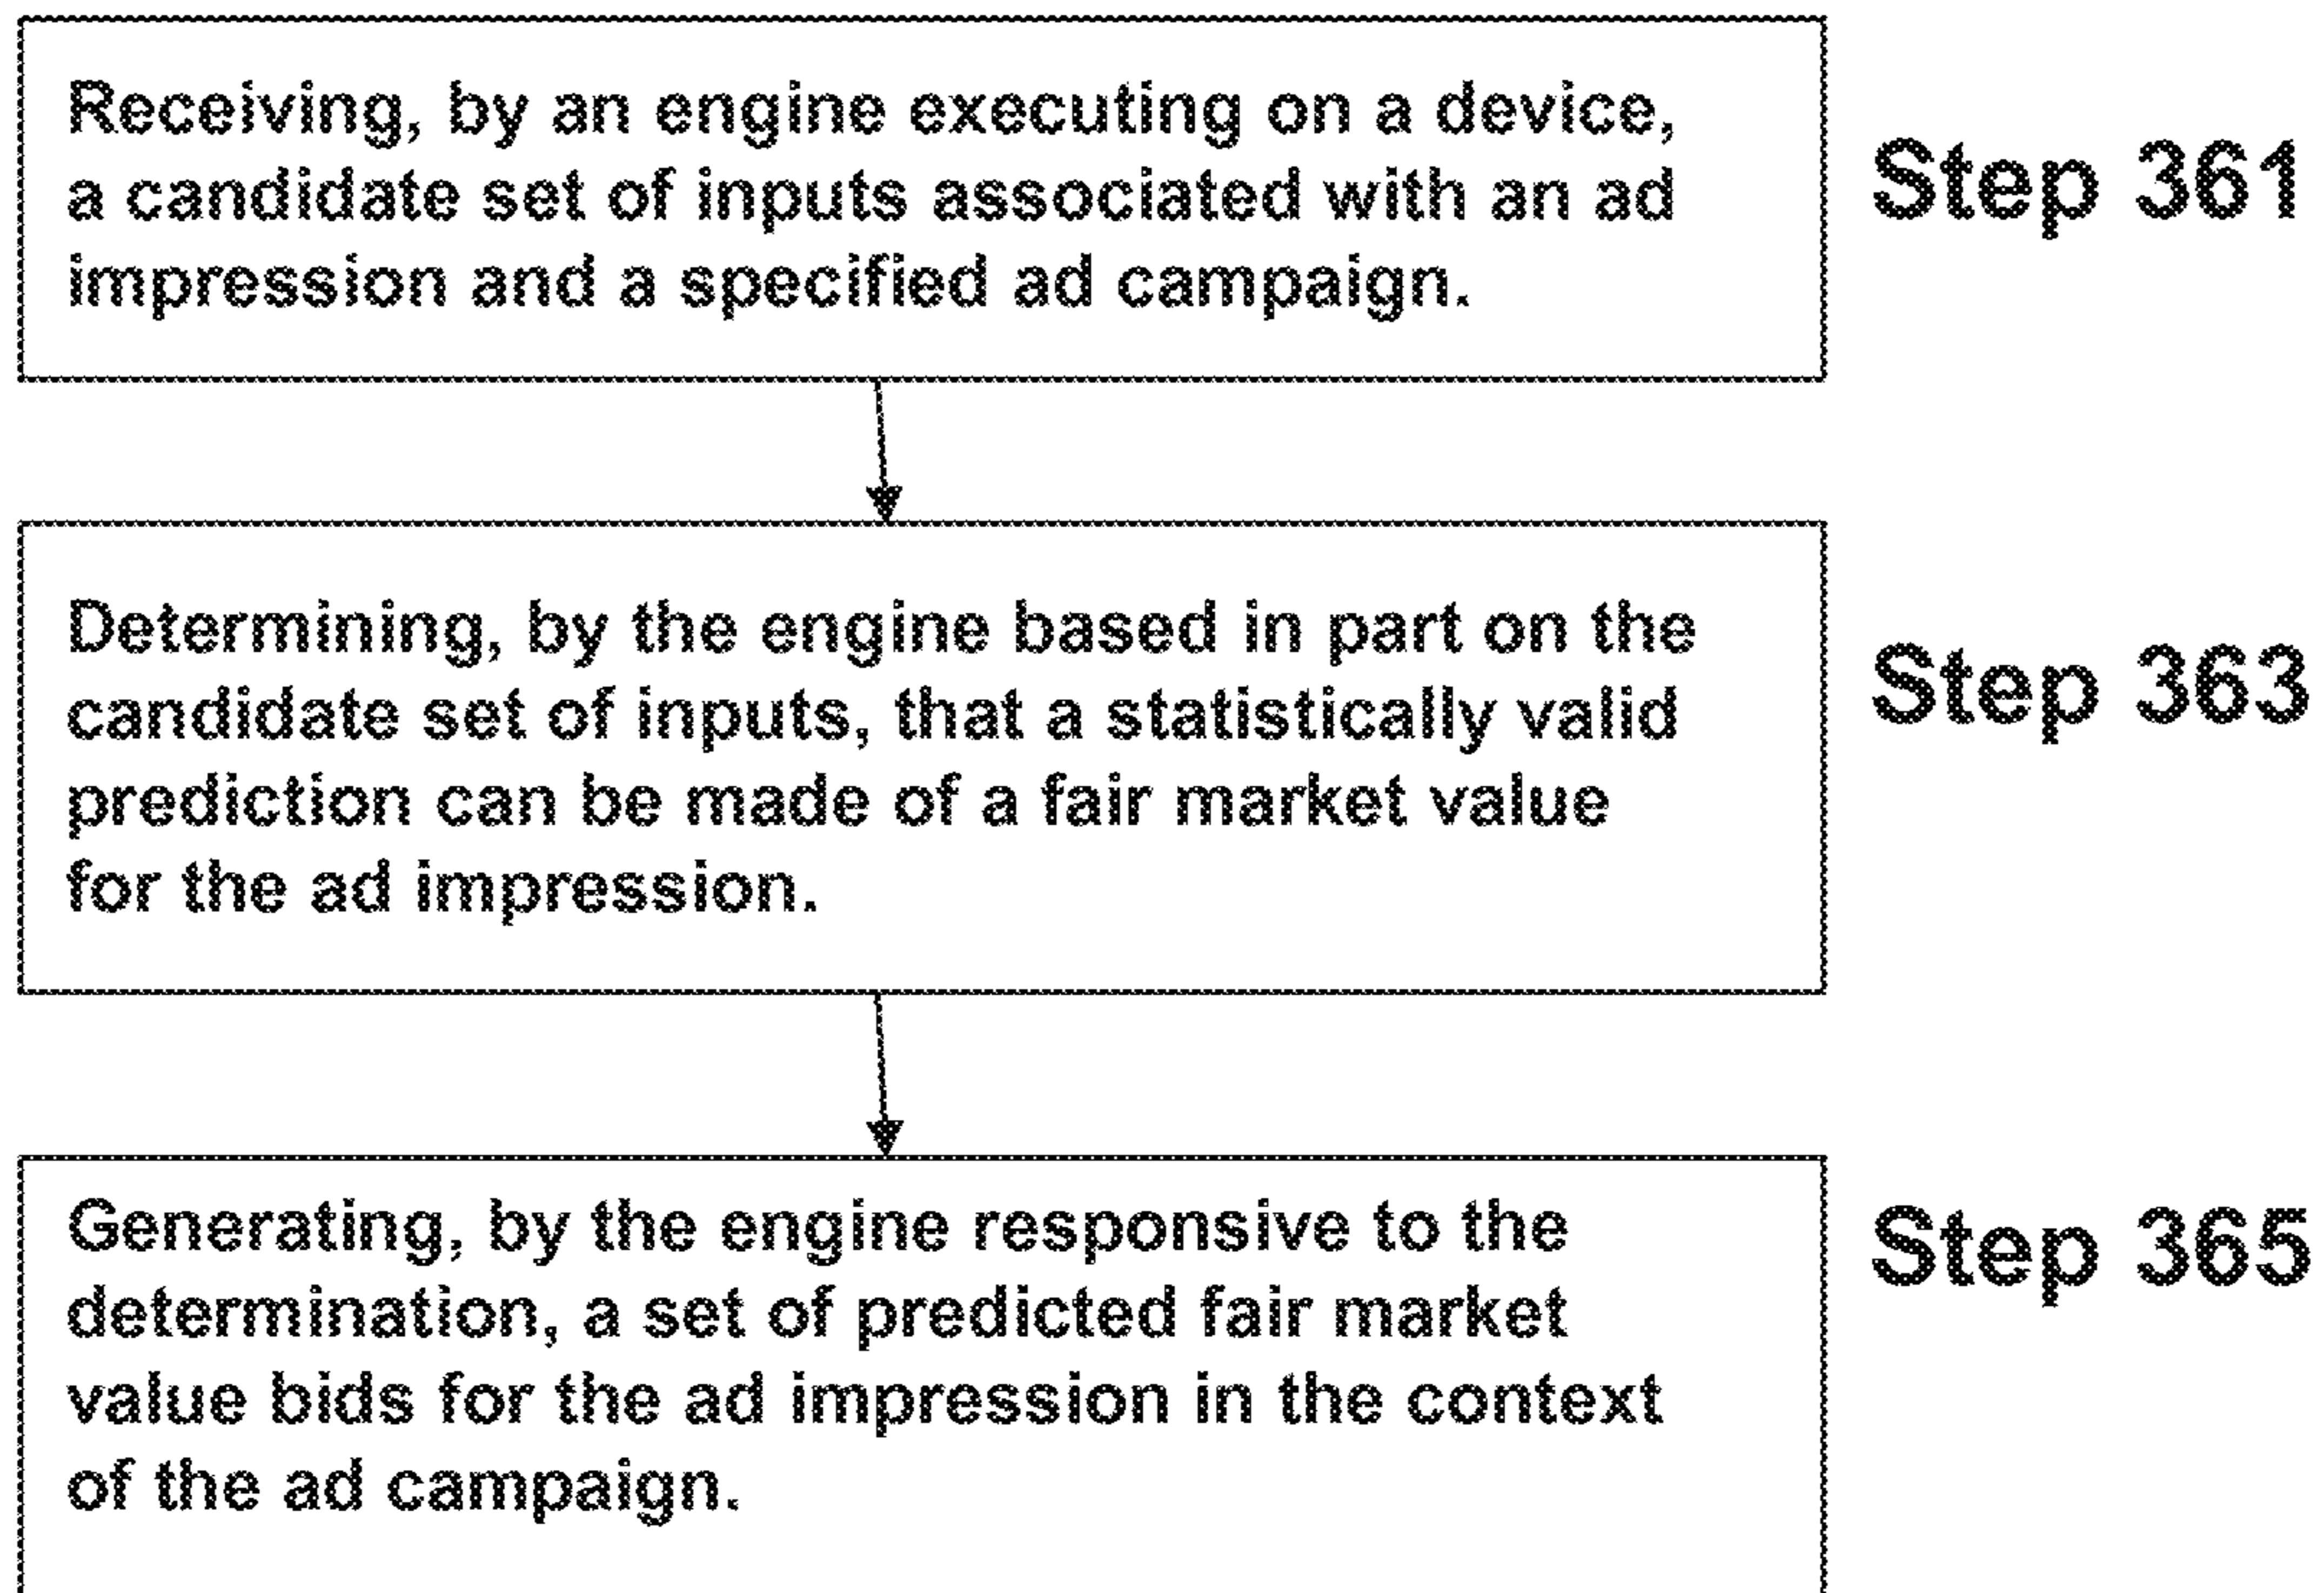 Receiving, by an engine executing on a device,
a candidate set of inputs associated with an ad
impression and a specified ad campaign.
Step 361
Determining, by the engine based in part on the
candidate set of inputs, that a statistically valid
prediction can be made of a fair market value
for the ad impression.
Step 363
Generating, by the engine responsive to the
determination, a set of predicted fair market
value bids for the ad impression in the context
of the ad campaign.
Step 365